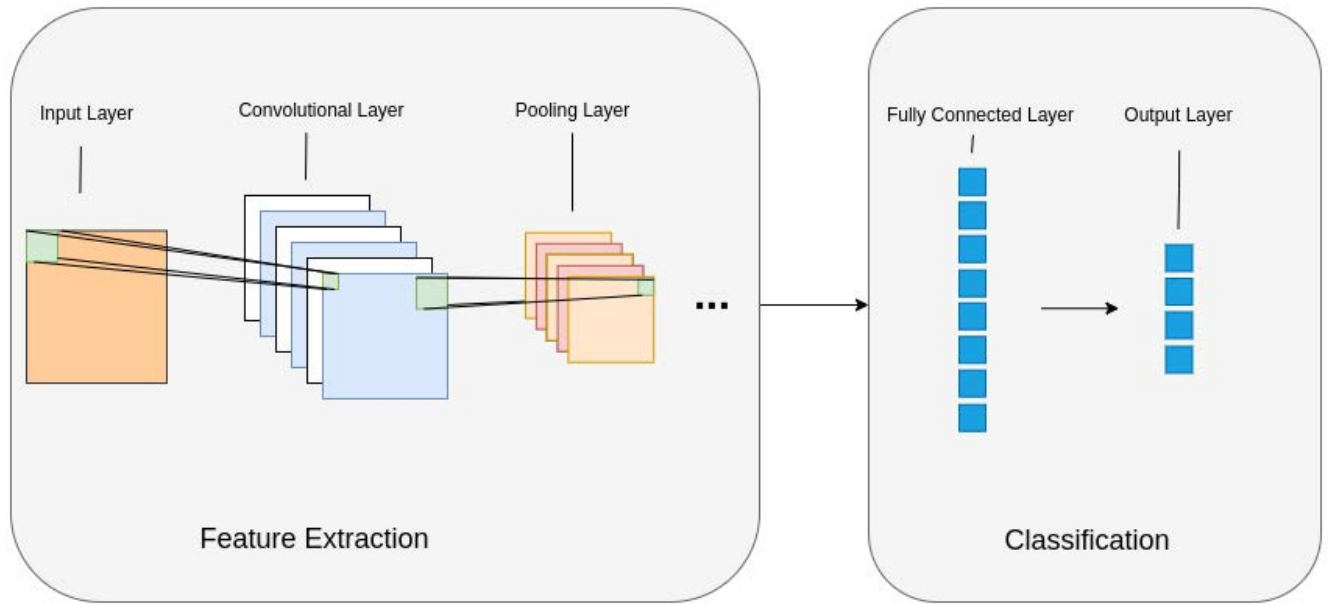 Input Layer
Convolutional Layer
Pooling Layer
Fully Connected Layer
Output Layer
...
Feature Extraction
Classification